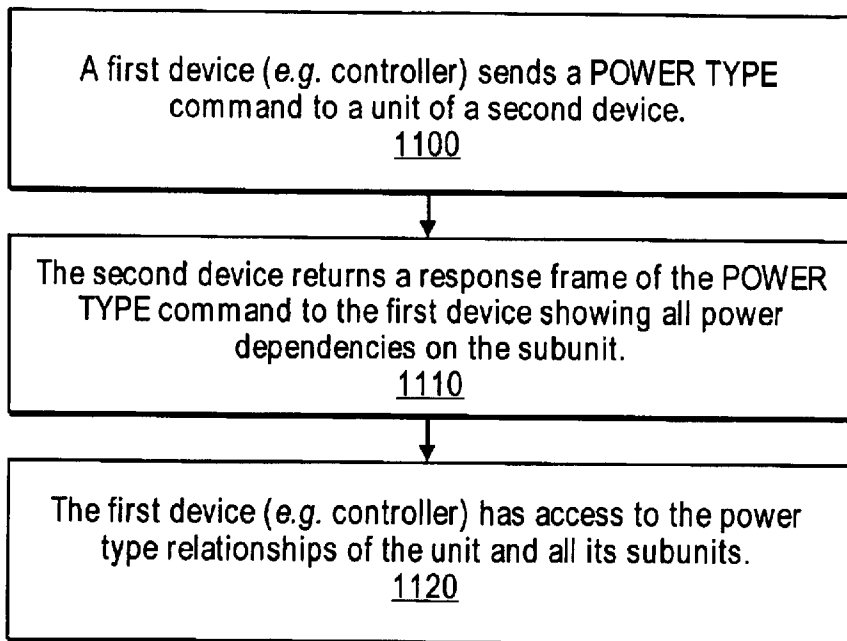 A first device (e.g. controller) sends a POWER TYPE
command to a unit of a second device.
1100
The second device returns a response frame of the POWER
TYPE command to the first device showing all power
dependencies on the subunit.
1110
The first device (e.g. controller) has access to the power
type relationships of the unit and all its subunits.
1120